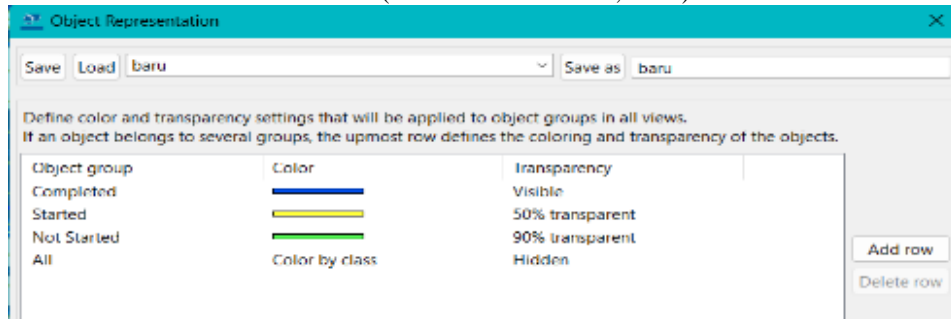 Object Representation
Save Load baru Save as baru
Define color and transparency settings that will be applied to object groups in all views.
If an object belongs to several groups, the upmost row defines the coloring and transparency of the objects.
Object group Color Transparency
Completed Visible
Started 50% transparent
Not Started 90% transparent
All Color by class Hidden
Add row
Delete row